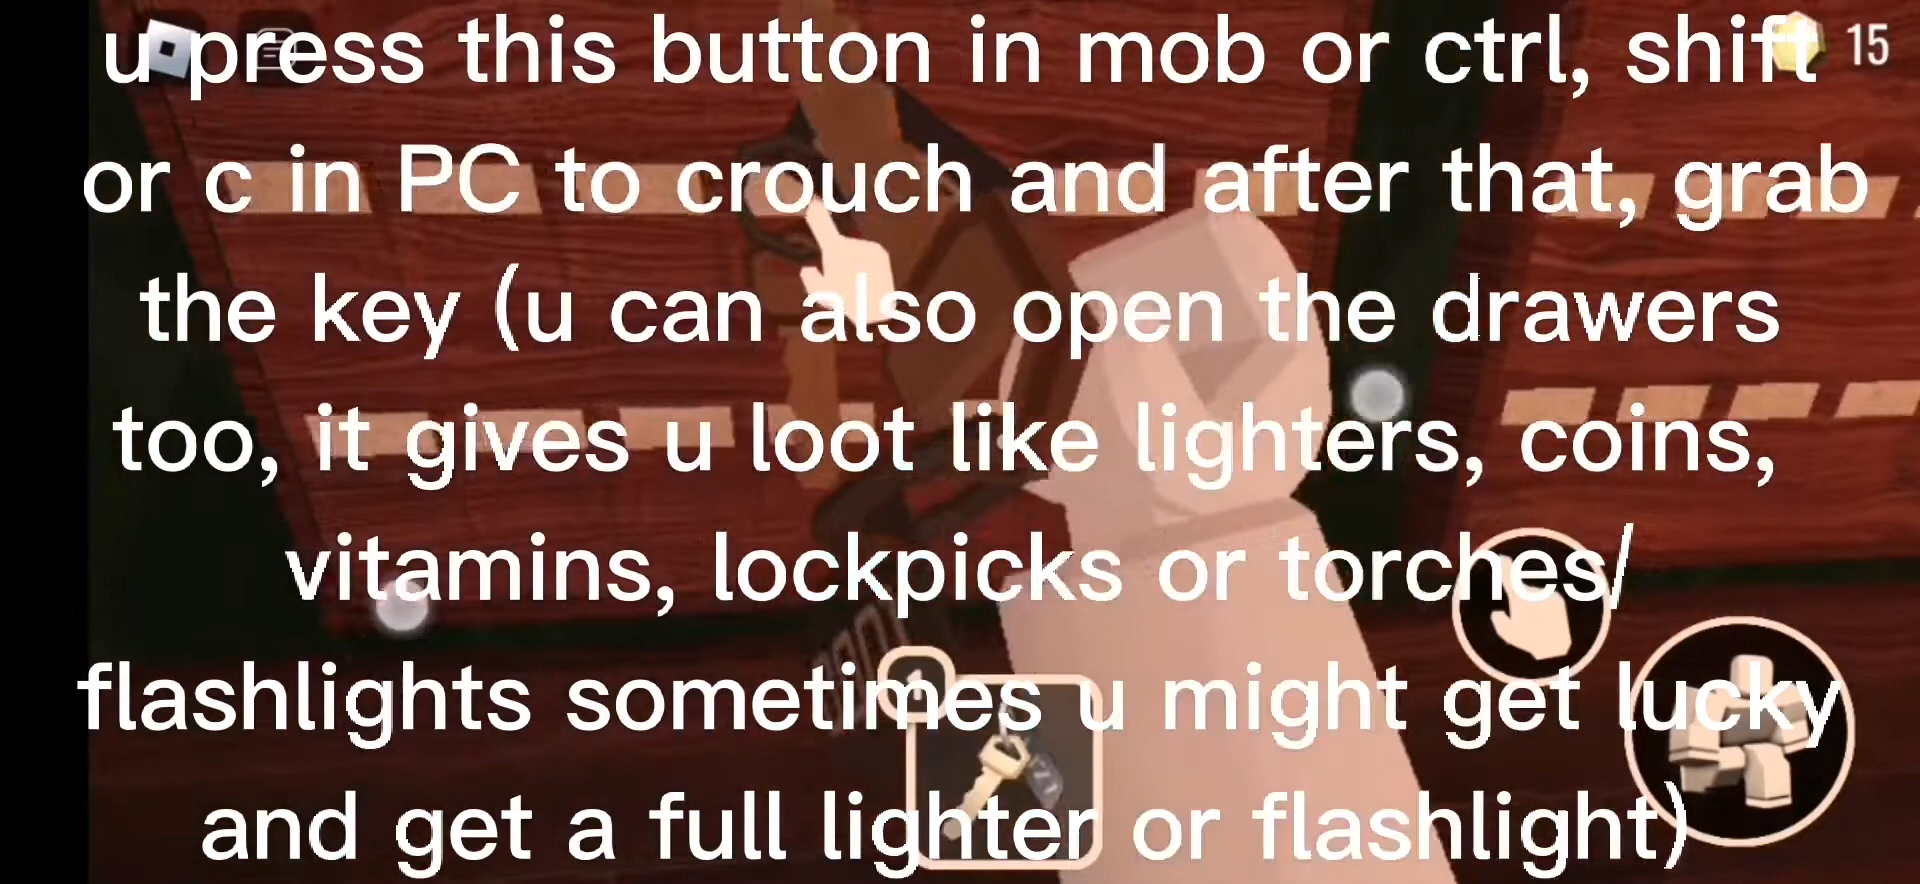 u press this button in mob or ctrl, shift
15
or c in PC to crouch and after that, grab
the key (u can also open the drawers
too, it gives u loot like lighters, coins,
vitamins, lockpicks or torches/
flashlights sometimes u might get lucky
1
and get a full lighter or flashlight)